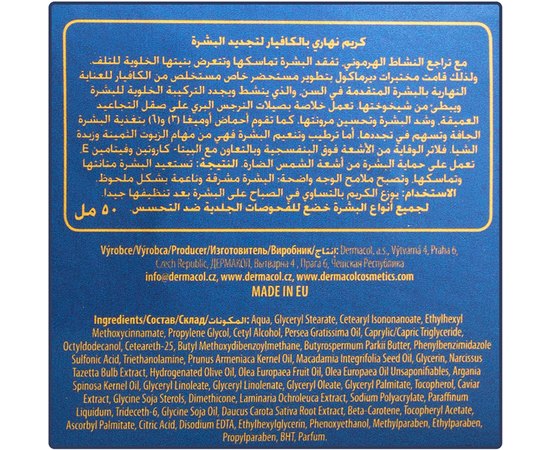 كريم نهاري بالكافيار لتجديد البشرة
مع تراجع النشاط الهرموني. تفقد البشرة تماسكها وتتعرض بنيتها الخلوية للتلف.
ولذلك قامت مختبرات ديرماكول بتطوير مستحضر خاص مستخلص من الكافيار للعناية
النهارية بالبشرة المتقدمة في السن. والذي ينشط ويجدد التركيبة الخلوية للبشرة
ويبطئ من شيخوختها. تعمل خلاصة بصيلات النرجس البري على صقل التجاعيد
العميقة. وشد البشرة وتحسين مرونتها. كما تقوم أحماض أوميغا (٣) و(٦) بتغذية البشرة
الجافة وتسهم في تجددها. أما ترطيب وتنعيم البشرة فهي من مهام الزيوت الثمينة وزبدة
الشيا. فلاتر الوقاية من الأشعة فوق البنفسجية وبالتعاون مع البيتا- كاروتين وفيتامين E.
تعمل على حماية البشرة من أشعة الشمس الضارة. النتيجة: تستعيد البشرة متانتها
وتماسكها. وتصبح ملامح الوجه واضحة: بشرة مشرقة وناعمة بشكل ملحوظ
الاستخدام: يوزع الكريم بالتساوي في الصباح على البشرة بعد تنظيفها جيدا
لجميع أنواع البشرة خضع للفحوصات الجلدية ضد التحسس ٥٠ مل
Výrobce/Výrobca/Producer/Изготовитель/Виробник/إنتاج: Dermacol, a.s., Výtvarná 4, Praha 6,
Czech Republic, ДЕРМАКОЛ, Вытварна 4, Прага 6, Чешская Республика
info@dermacol.cz, www.dermacol.cz, www.dermacolcosmetics.com
MADE IN EU
Ingredients/Состав/Склад/المكونات: Aqua, Glyceryl Stearate, Cetearyl Isononanoate, Ethylhexyl
Methoxycinnamate, Propylene Glycol, Cetyl Alcohol, Persea Gratissima Oil, Caprylic/Capric Triglyceride,
Octyldodecanol, Ceteareth-25, Butyl Methoxydibenzoylmethane, Butyrospermum Parkii Butter, Phenylbenzimidazole
Sulfonic Acid, Triethanolamine, Prunus Armeniaca Kernel Oil, Macadamia Integrifolia Seed Oil, Glycerin, Narcissus
Tazetta Bulb Extract, Hydrogenated Olive Oil, Olea Europaea Fruit Oil, Olea Europaea Oil Unsaponifiables, Argania
Spinosa Kernel Oil, Glyceryl Linoleate, Glyceryl Linolenate, Glyceryl Oleate, Glyceryl Palmitate, Tocopherol, Caviar
Extract, Glycine Soja Sterols, Dimethicone, Laminaria Ochroleuca Extract, Sodium Polyacrylate, Paraffinum
Liquidum, Trideceth-6, Glycine Soja Oil, Daucus Carota Sativa Root Extract, Beta-Carotene, Tocopheryl Acetate,
Ascorbyl Palmitate, Citric Acid, Disodium EDTA, Ethylhexylglycerin, Phenoxyethanol, Methylparaben, Ethylparaben,
Propylparaben, BHT, Parfum.